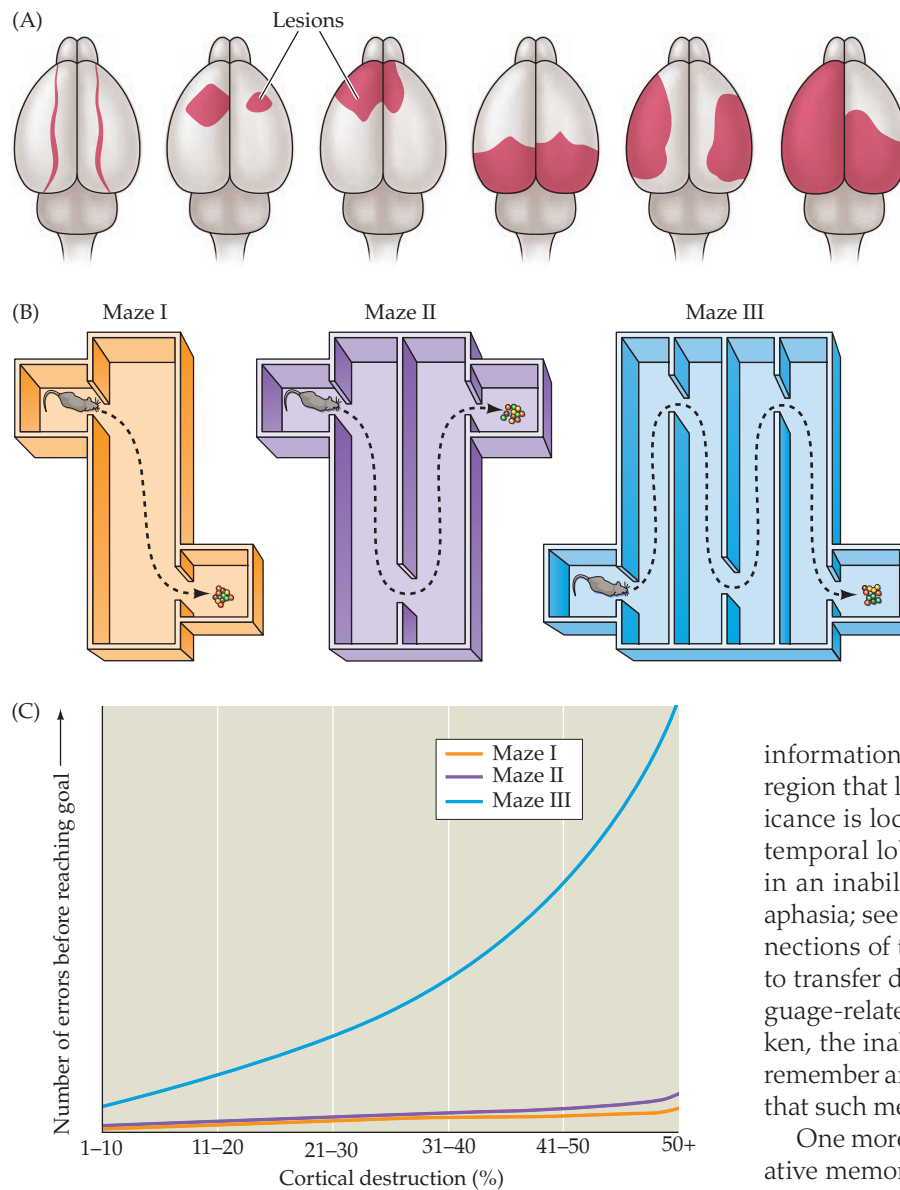 (A)
Lesions
(B)
Maze I
Maze II
Maze III
(C)
Number of errors before reaching goal
Maze I
Maze II
Maze III
1–10
11–20
21–30
31–40
41–50
50+
Cortical destruction (%)
information
region that l
icance is loc
temporal lob
in an inabil
aphasia; see
nections of t
to transfer d
guage-relate
ken, the inab
remember an
that such me
One more
ative memor